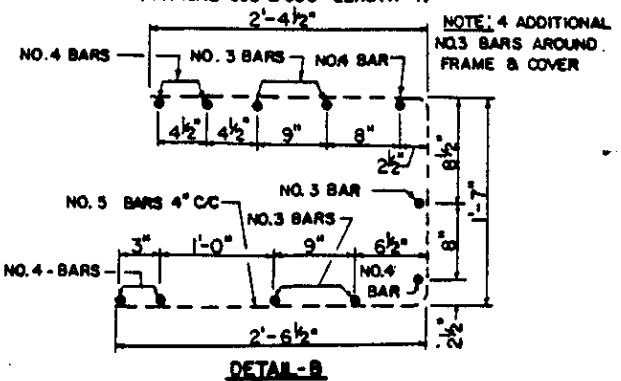 2'-4½"
NOTE: 4 ADDITIONAL
NO.3 BARS AROUND
FRAME & COVER
NO. 4 BARS
NO. 3 BARS
NO.4 BAR
4½"
4½"
9"
8"
2½"
8½"
1'-7"
NO. 3 BAR
NO. 5 BARS 4" C/C
NO.3 BARS
8"
3"
1'-0"
9"
6½"
NO. 4 - BARS
NO.4
BAR
2½"
2'-6½"
DETAIL-B